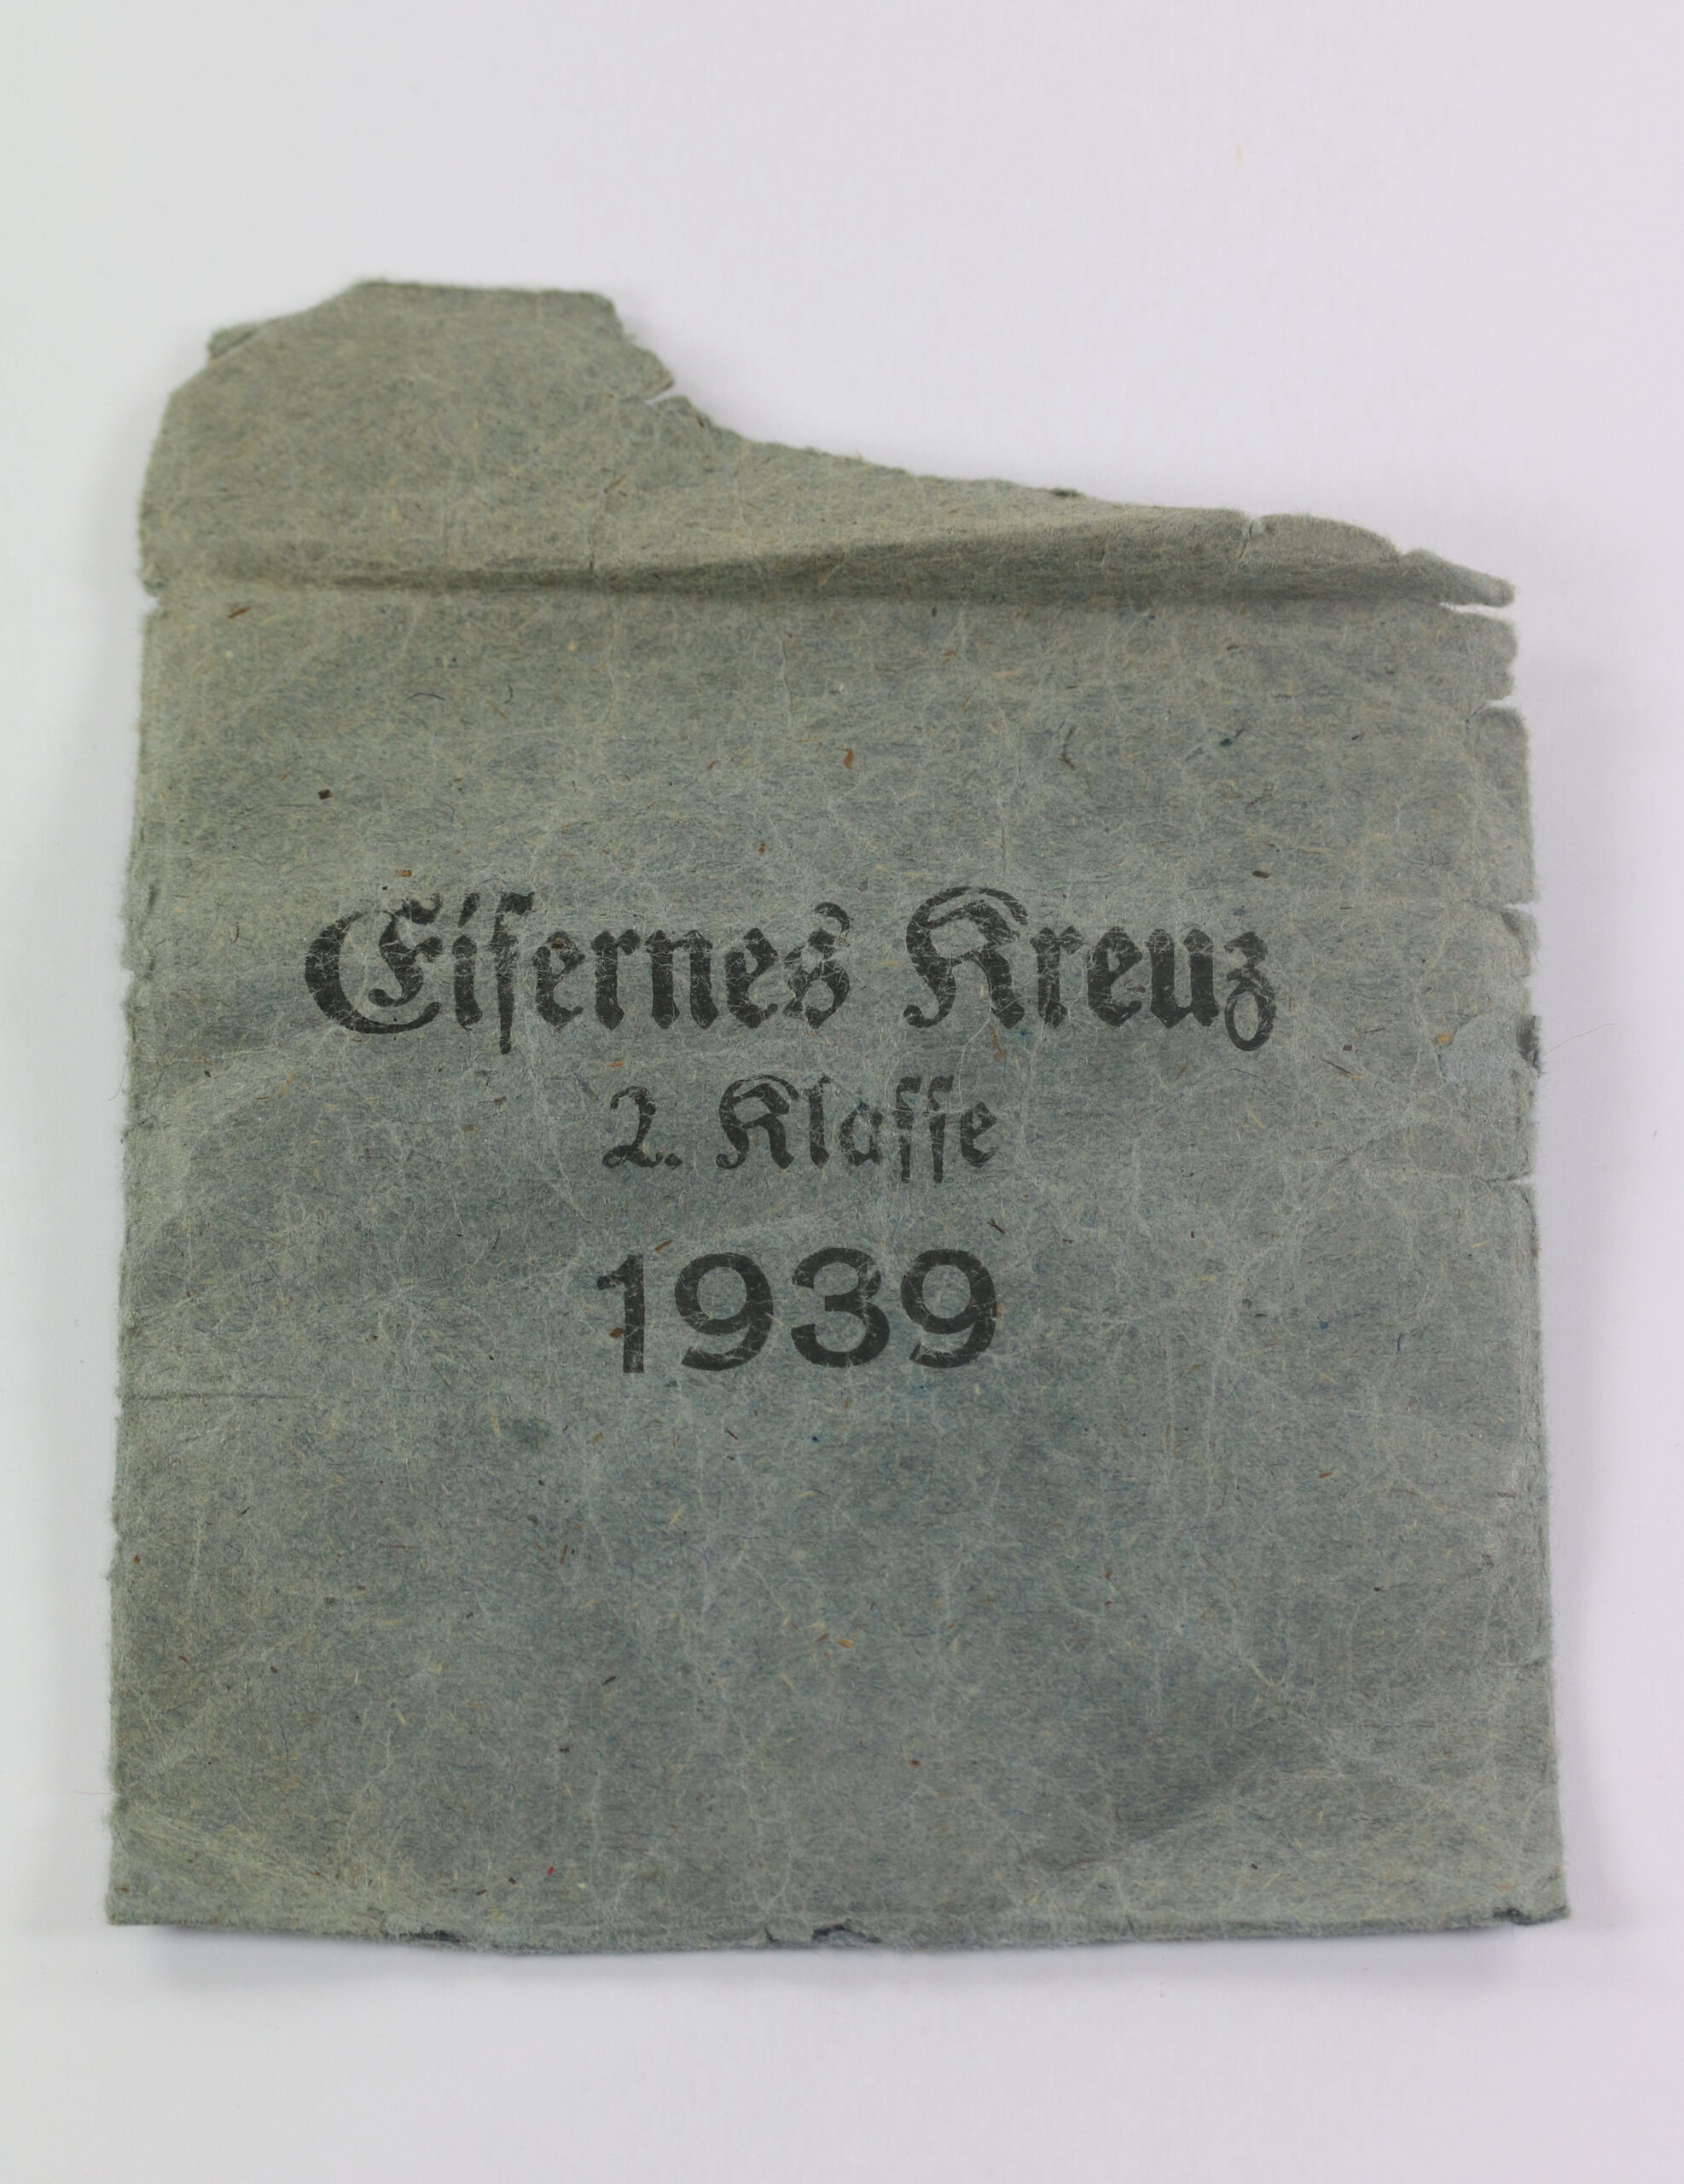 Eiſernes Kreuz
2. Klaſſe
1939